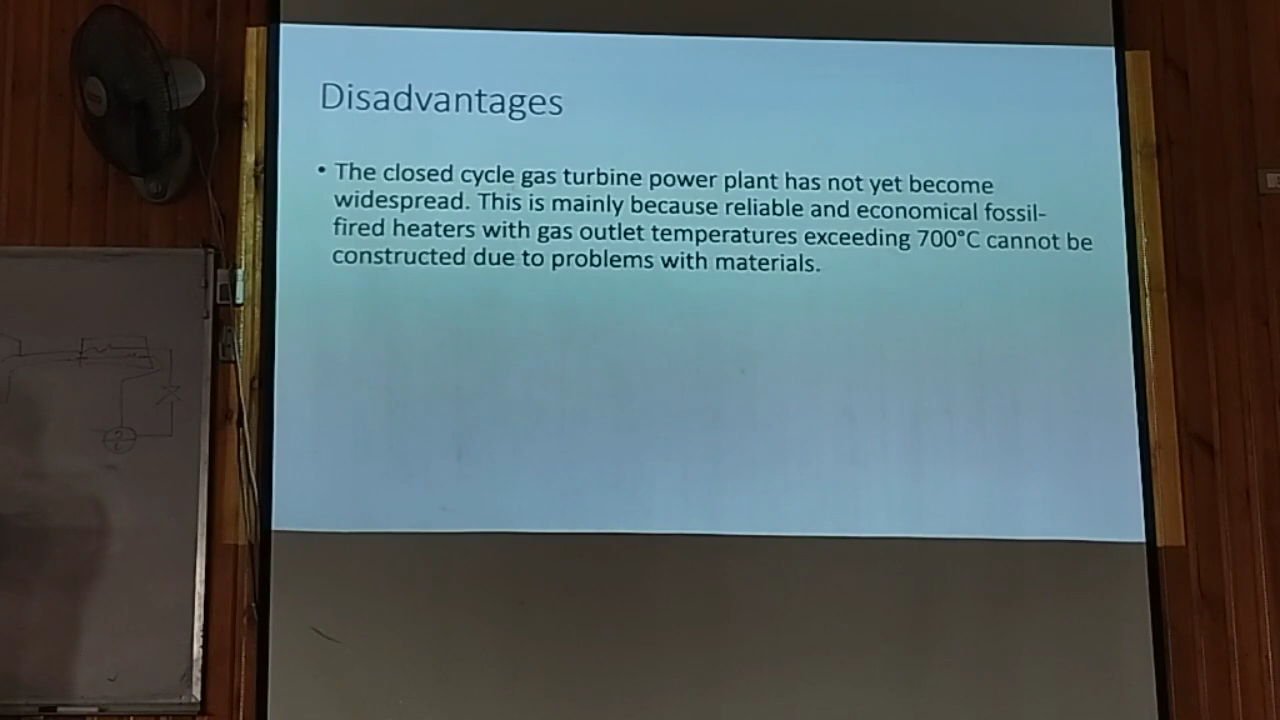 Disadvantages
• The closed cycle gas turbine power plant has not yet become
widespread. This is mainly because reliable and economical fossil-
fired heaters with gas outlet temperatures exceeding 700°C cannot be
constructed due to problems with materials.